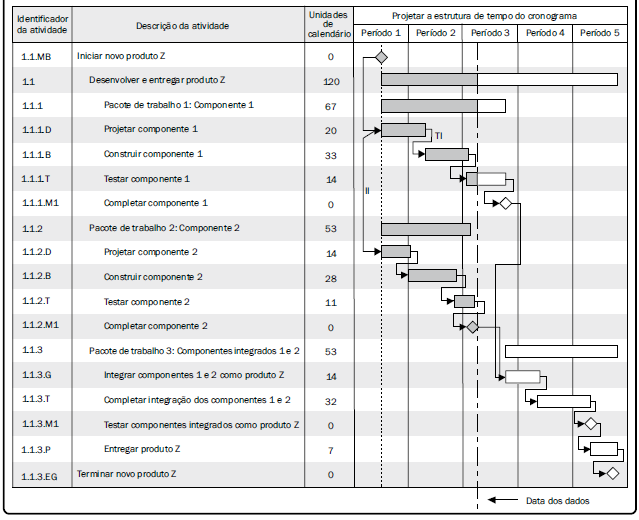 Identificador da atividade Descrição da atividade Unidades de calendário Projetar a estrutura de tempo do cronograma
Período 1 Período 2 Período 3 Período 4 Período 5
1.1.MB Iniciar novo produto Z 0
1.1 Desenvolver e entregar produto Z 120
1.1.1 Pacote de trabalho 1: Componente 1 67
1.1.1.D Projetar componente 1 20
TI
1.1.1.B Construir componente 1 33
1.1.1.T Testar componente 1 14
II
1.1.1.M1 Completar componente 1 0
1.1.2 Pacote de trabalho 2: Componente 2 53
1.1.2.D Projetar componente 2 14
1.1.2.B Construir componente 2 28
1.1.2.T Testar componente 2 11
1.1.2.M1 Completar componente 2 0
1.1.3 Pacote de trabalho 3: Componentes integrados 1 e 2 53
1.1.3.G Integrar componentes 1 e 2 como produto Z 14
1.1.3.T Completar integração dos componentes 1 e 2 32
1.1.3.M1 Testar componentes integrados como produto Z 0
1.1.3.P Entregar produto Z 7
1.1.3.EG Terminar novo produto Z 0
Data dos dados